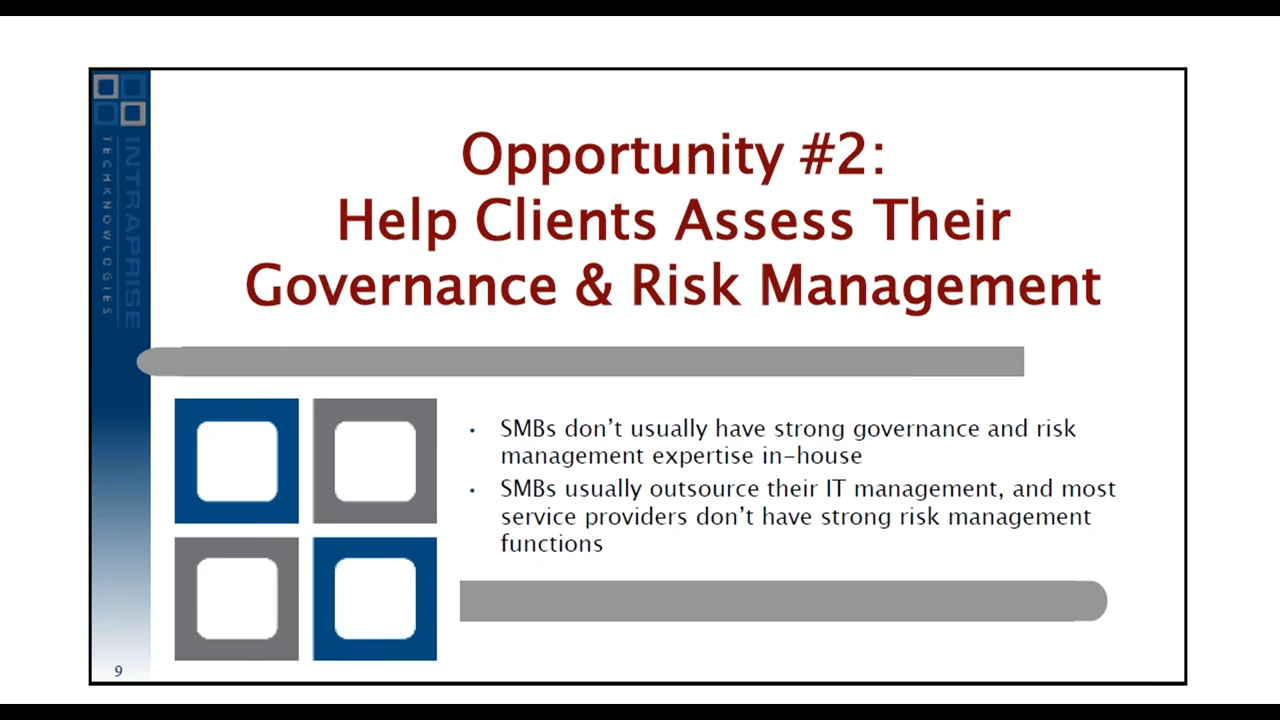 INTRAPRISE
TECHKNOWLOGIES
Opportunity #2:
Help Clients Assess Their
Governance & Risk Management
• SMBs don’t usually have strong governance and risk
management expertise in-house
• SMBs usually outsource their IT management, and most
service providers don’t have strong risk management
functions
9